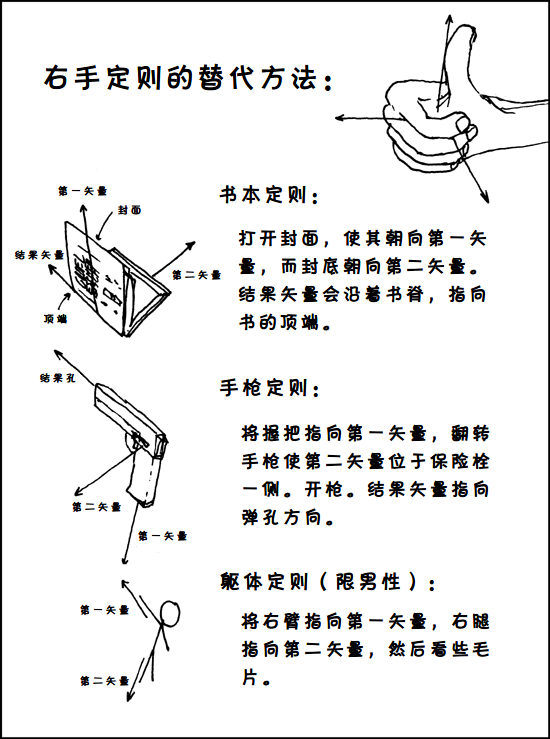 右手定则的替代方法：
书本定则：
第一矢量
封面
结果矢量
第二矢量
顶端
打开封面，使其朝向第一矢
量，而封底朝向第二矢量。
结果矢量会沿着书脊，指向
书的顶端。
手枪定则：
结果孔
第二矢量
第一矢量
将握把指向第一矢量，翻转
手枪使第二矢量位于保险栓
一侧。开枪。结果矢量指向
弹孔方向。
躯体定则（限男性）：
第一矢量
第二矢量
将右臂指向第一矢量，右腿
指向第二矢量，然后看些毛
片。